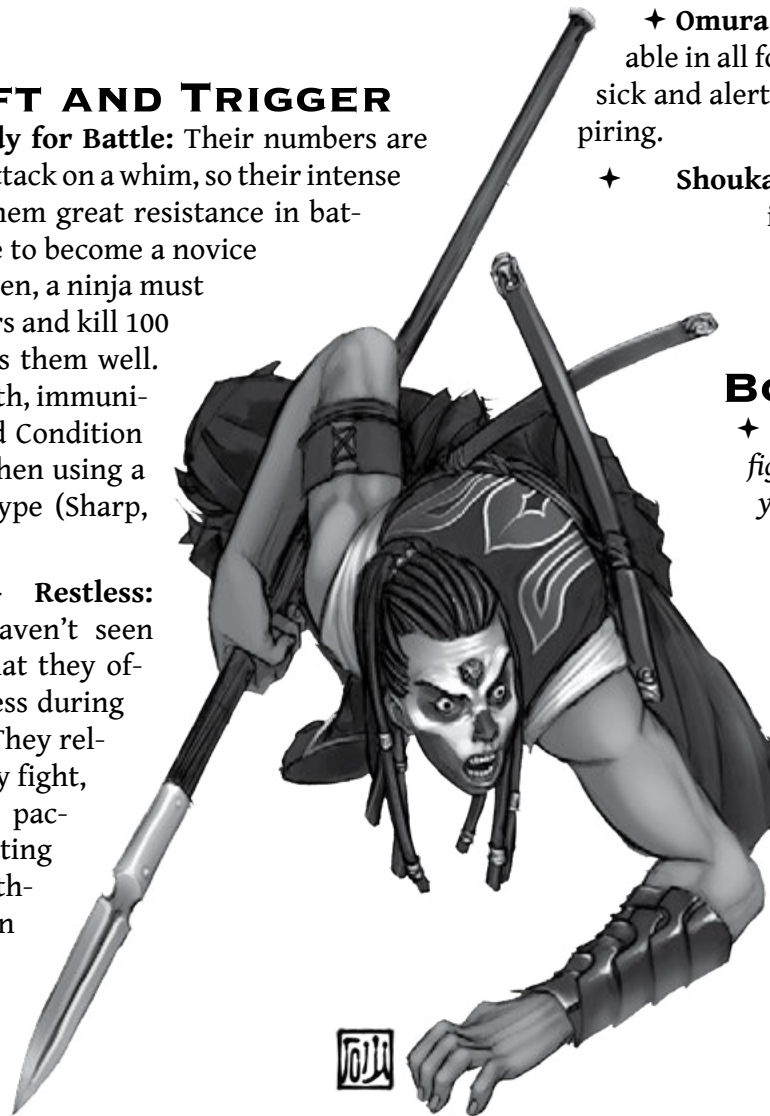 FT AND TRIGGER
dy for Battle: Their numbers are
ttack on a whim, so their intense
hem great resistance in bat-
e to become a novice
en, a ninja must
rs and kill 100
s them well.
th, immuni-
d Condition
hen using a
ype (Sharp,
Restless:
aven't seen
hat they of-
ess during
They rel-
y fight,
pac-
ting
th-
n
✦ Omura
able in all fo
sick and alert
piring.
✦ Shouka
i
Bo
✦
fig
y